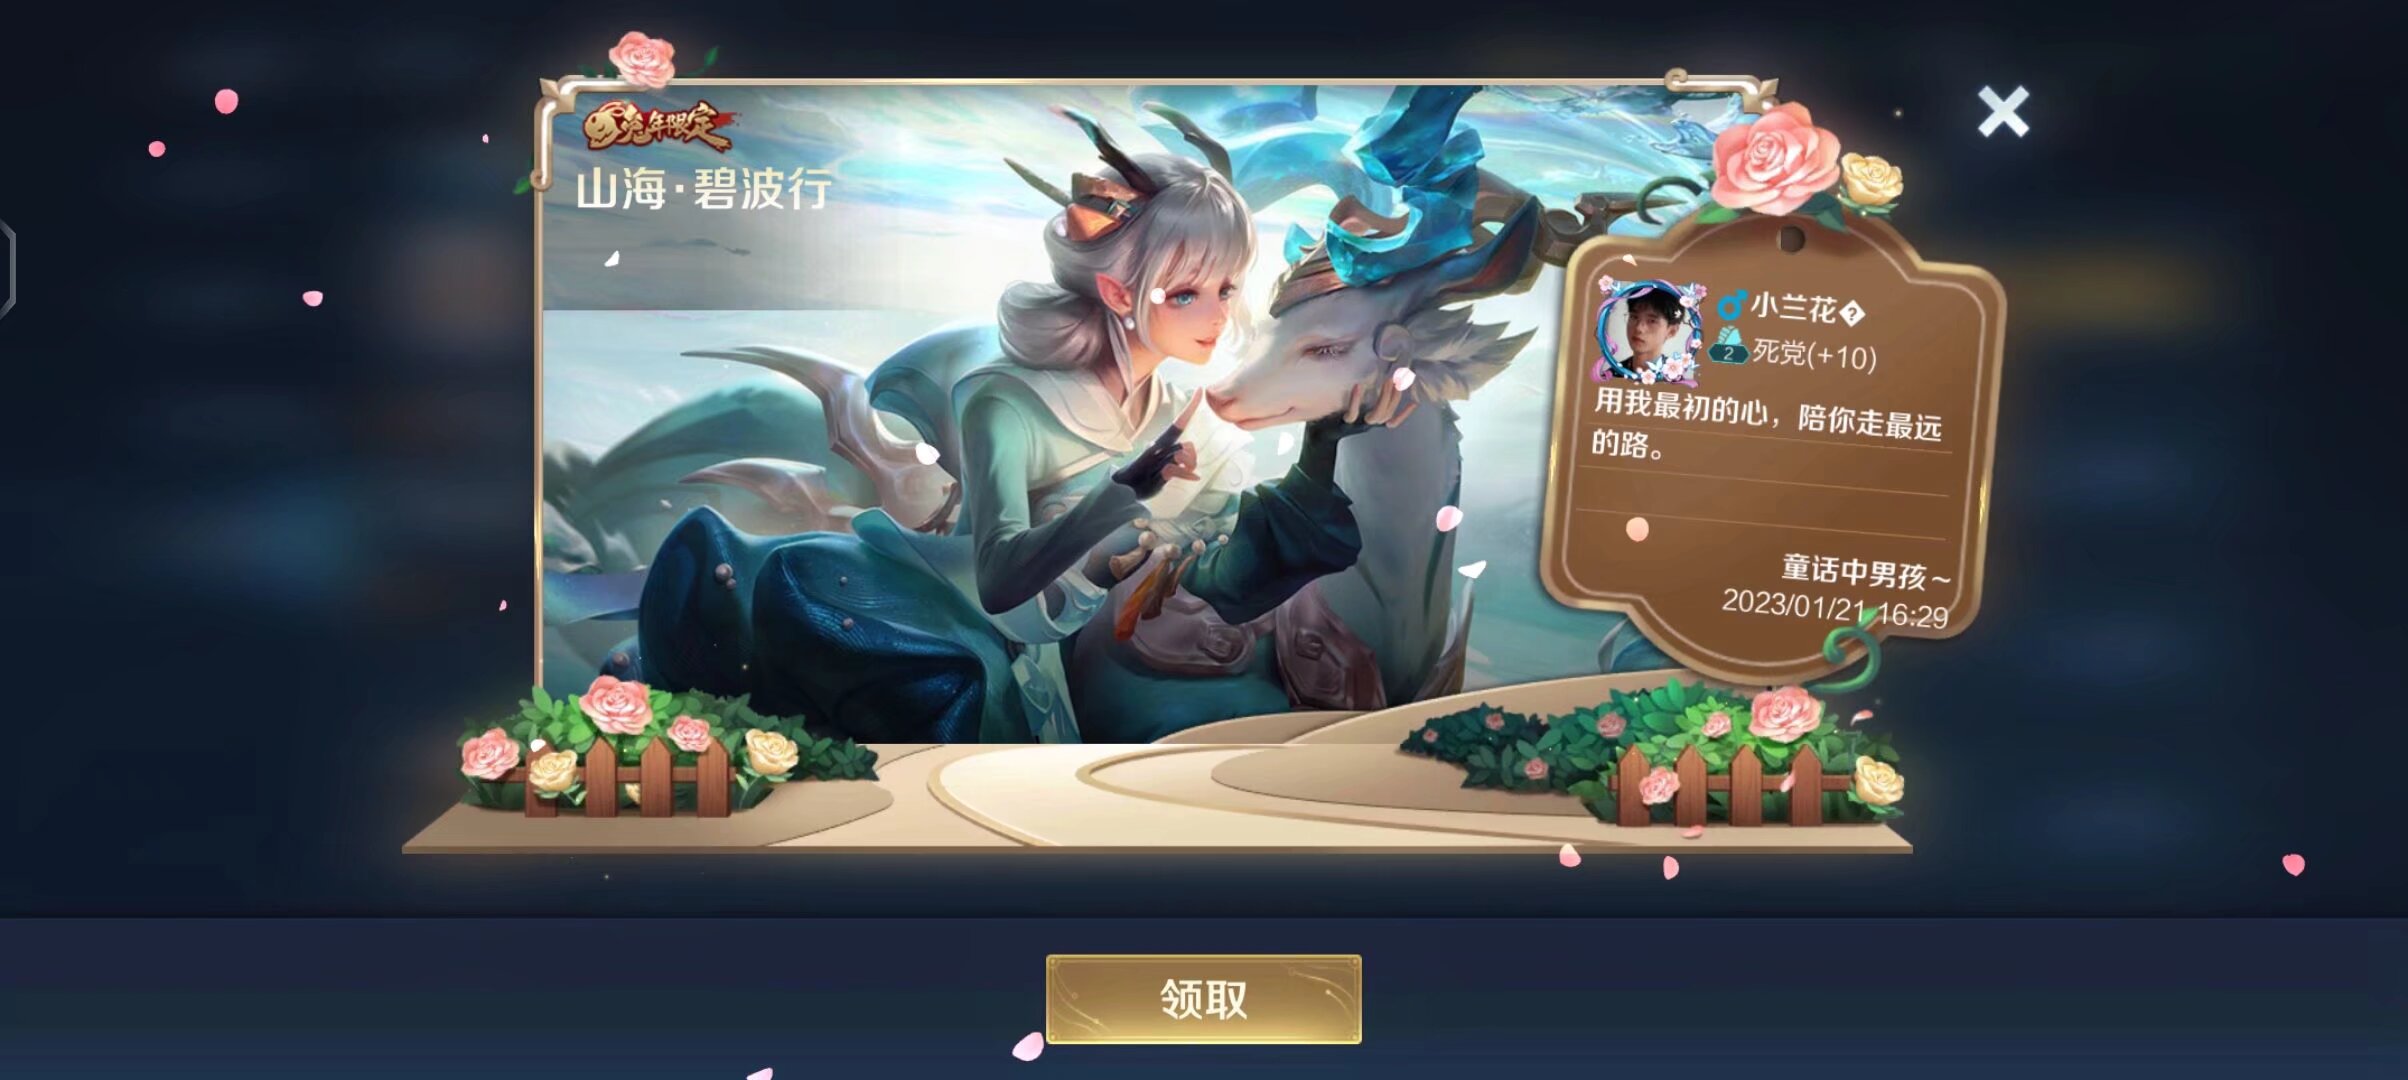 兔年限定
山海·碧波行
小兰花�
2 死党(+10)
用我最初的心，陪你走最远
的路。
童话中男孩~
2023/01/21 16:29
领取